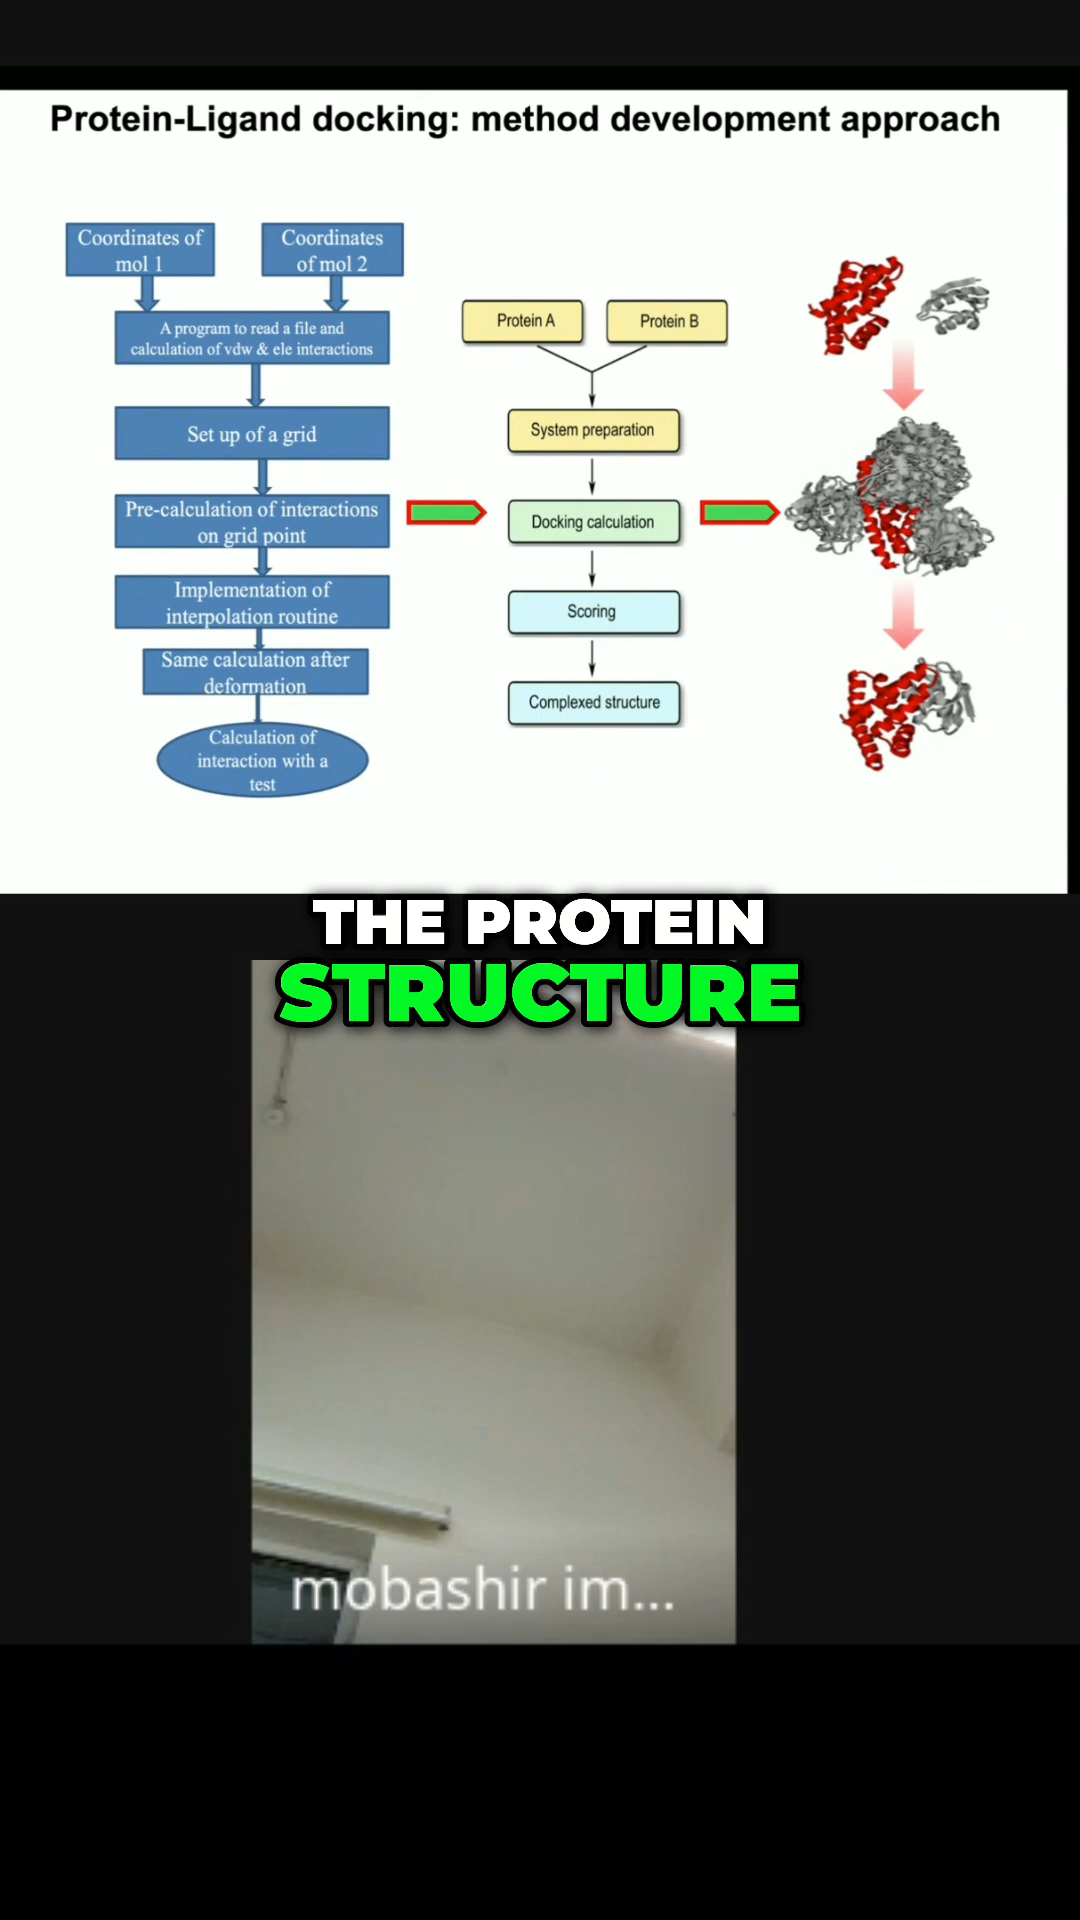 Protein-Ligand docking: method development approach
Coordinates of
mol 1
Coordinates
of mol 2
A program to read a file and
calculation of vdw & ele interactions
Set up of a grid
Pre-calculation of interactions
on grid point
Implementation of
interpolation routine
Same calculation after
deformation
Calculation of
interaction with a
test
Protein A
Protein B
System preparation
Docking calculation
Scoring
Complexed structure
THE PROTEIN
STRUCTURE
mobashir im...